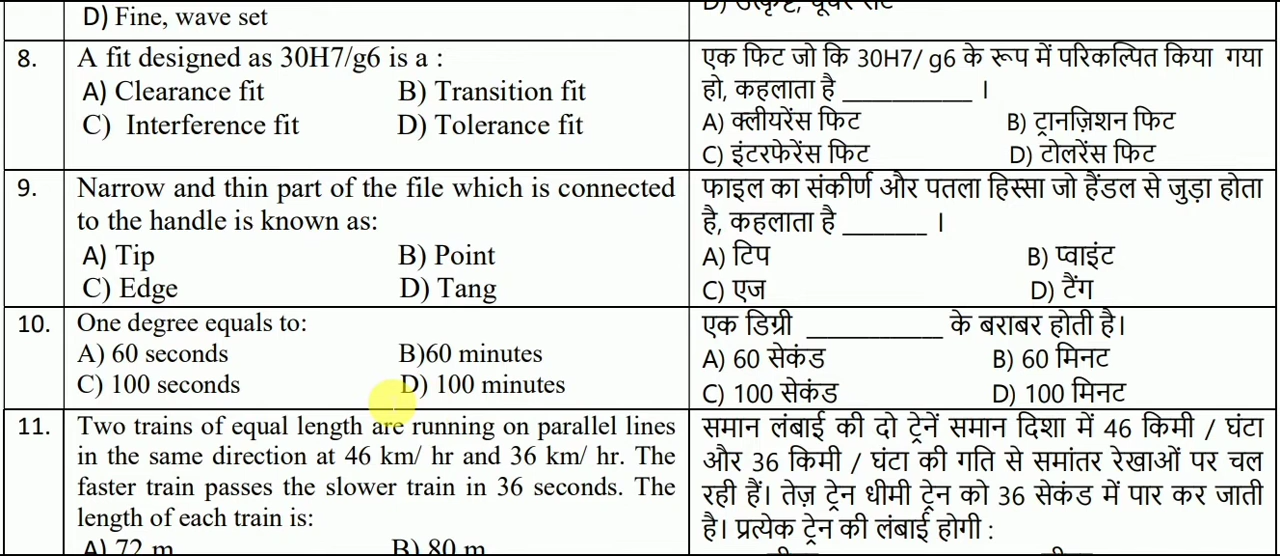 D) Fine, wave set
8. A fit designed as 30H7/g6 is a :
A) Clearance fit B) Transition fit
C) Interference fit D) Tolerance fit
एक फिट जो कि 30H7/ g6 के रूप में परिकल्पित किया गया
हो, कहलाता है ___________ ।
A) क्लीयरेंस फिट B) ट्रानज़िशन फिट
C) इंटरफेरेंस फिट D) टोलरेंस फिट
9. Narrow and thin part of the file which is connected
to the handle is known as:
A) Tip B) Point
C) Edge D) Tang
फाइल का संकीर्ण और पतला हिस्सा जो हैंडल से जुड़ा होता
है, कहलाता है _______ ।
A) टिप B) प्वाइंट
C) एज D) टैंग
10. One degree equals to:
A) 60 seconds B)60 minutes
C) 100 seconds D) 100 minutes
एक डिग्री ____________ के बराबर होती है।
A) 60 सेकंड B) 60 मिनट
C) 100 सेकंड D) 100 मिनट
11. Two trains of equal length are running on parallel lines
in the same direction at 46 km/ hr and 36 km/ hr. The
faster train passes the slower train in 36 seconds. The
length of each train is:
A) 72 m B) 80 m
समान लंबाई की दो ट्रेनें समान दिशा में 46 किमी / घंटा
और 36 किमी / घंटा की गति से समांतर रेखाओं पर चल
रही हैं। तेज़ ट्रेन धीमी ट्रेन को 36 सेकंड में पार कर जाती
है। प्रत्येक ट्रेन की लंबाई होगी :